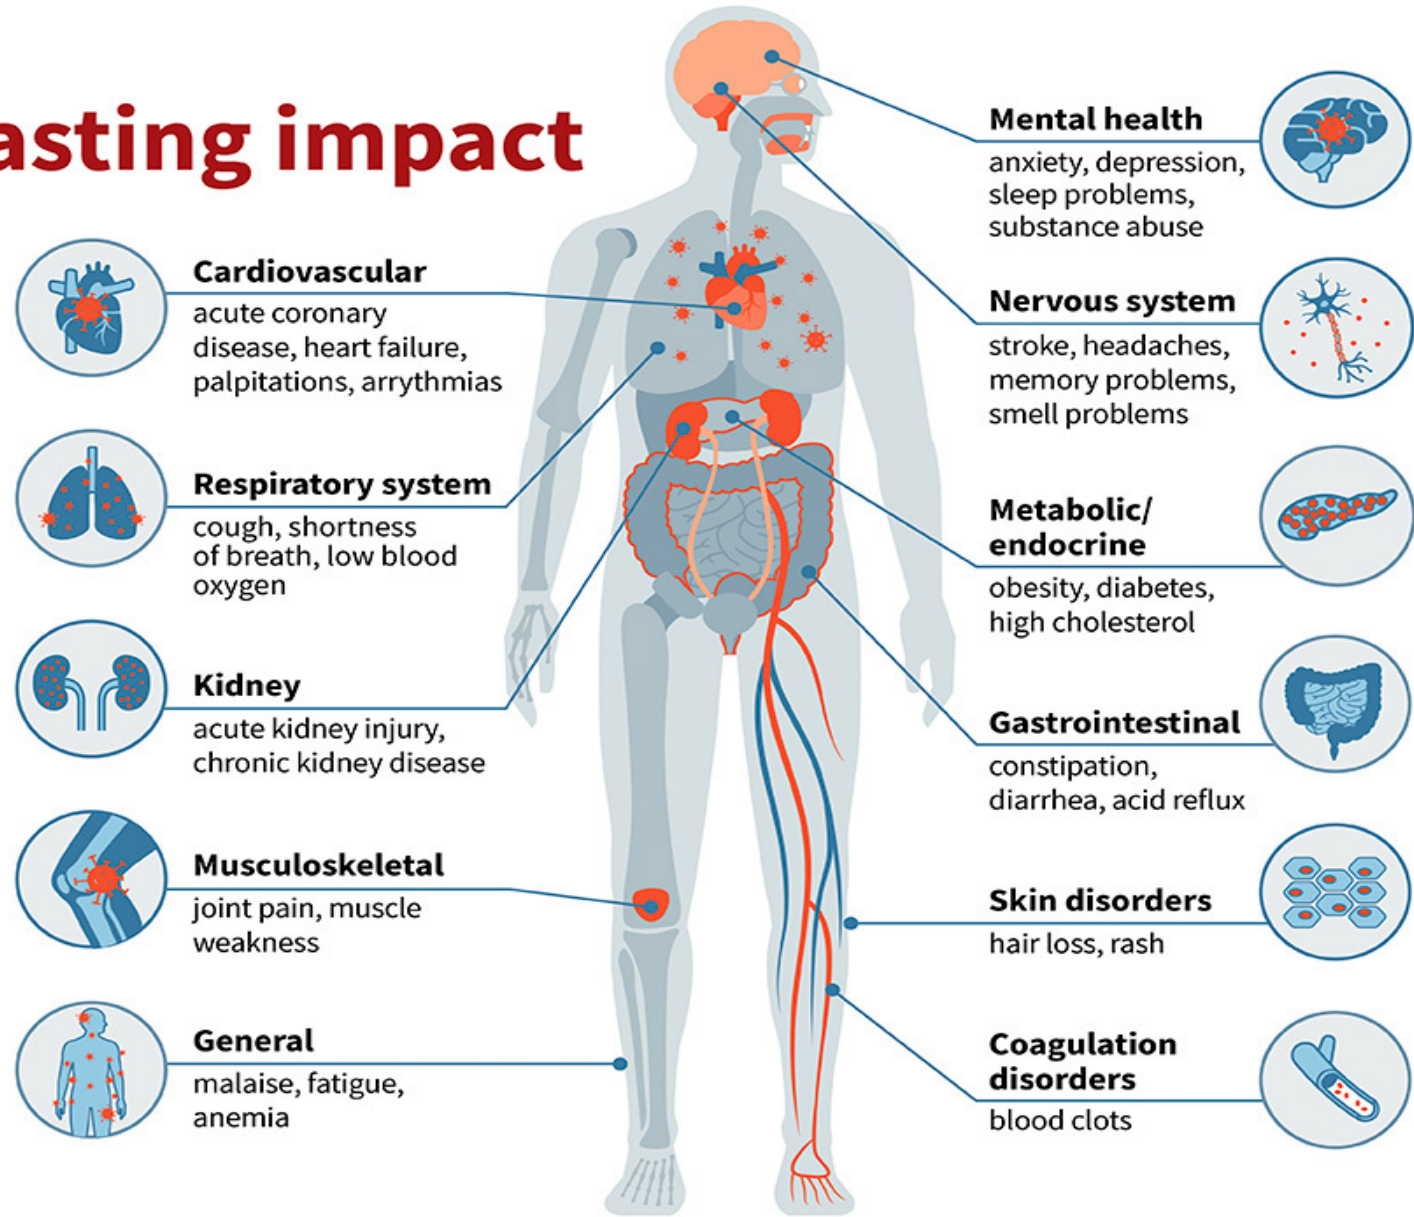 asting impact
Cardiovascular
acute coronary
disease, heart failure,
palpitations, arrythmias
Respiratory system
cough, shortness
of breath, low blood
oxygen
Kidney
acute kidney injury,
chronic kidney disease
Musculoskeletal
joint pain, muscle
weakness
General
malaise, fatigue,
anemia
Mental health
anxiety, depression,
sleep problems,
substance abuse
Nervous system
stroke, headaches,
memory problems,
smell problems
Metabolic/
endocrine
obesity, diabetes,
high cholesterol
Gastrointestinal
constipation,
diarrhea, acid reflux
Skin disorders
hair loss, rash
Coagulation
disorders
blood clots